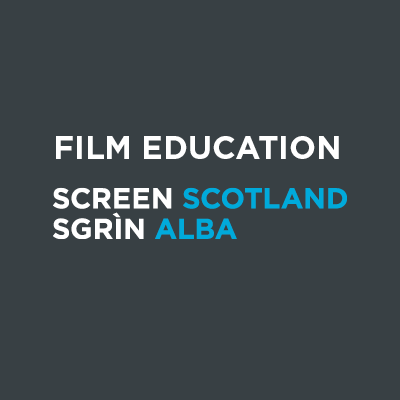 FILM EDUCATION
SCREEN SCOTLAND
SGRÌN ALBA